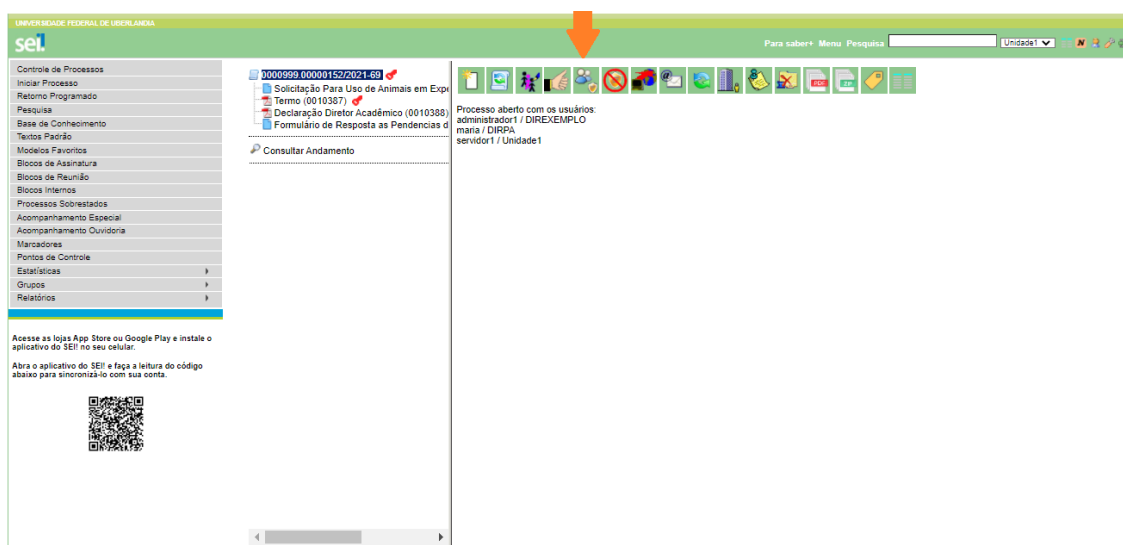 UNIVERSIDADE FEDERAL DE UBERLÂNDIA
sei!
Para saber+ Menu Pesquisa
Unidade1
Controle de Processos
Iniciar Processo
Retorno Programado
Pesquisa
Base de Conhecimento
Textos Padrão
Modelos Favoritos
Blocos de Assinatura
Blocos de Reunião
Blocos Internos
Processos Sobrestados
Acompanhamento Especial
Acompanhamento Ouvidoria
Marcadores
Pontos de Controle
Estatísticas
Grupos
Relatórios
Acesse as lojas App Store ou Google Play e instale o
aplicativo do SEI! no seu celular.
Abra o aplicativo do SEI! e faça a leitura do código
abaixo para sincronizá-lo com sua conta.
0000999.00000152/2021-69
Solicitação Para Uso de Animais em Expe
Termo (0010387)
Declaração Diretor Acadêmico (0010388)
Formulário de Resposta as Pendencias d
Consultar Andamento
PDF
ZIP
Processo aberto com os usuários:
administrador1 / DIREXEMPLO
maria / DIRPA
servidor1 / Unidade1